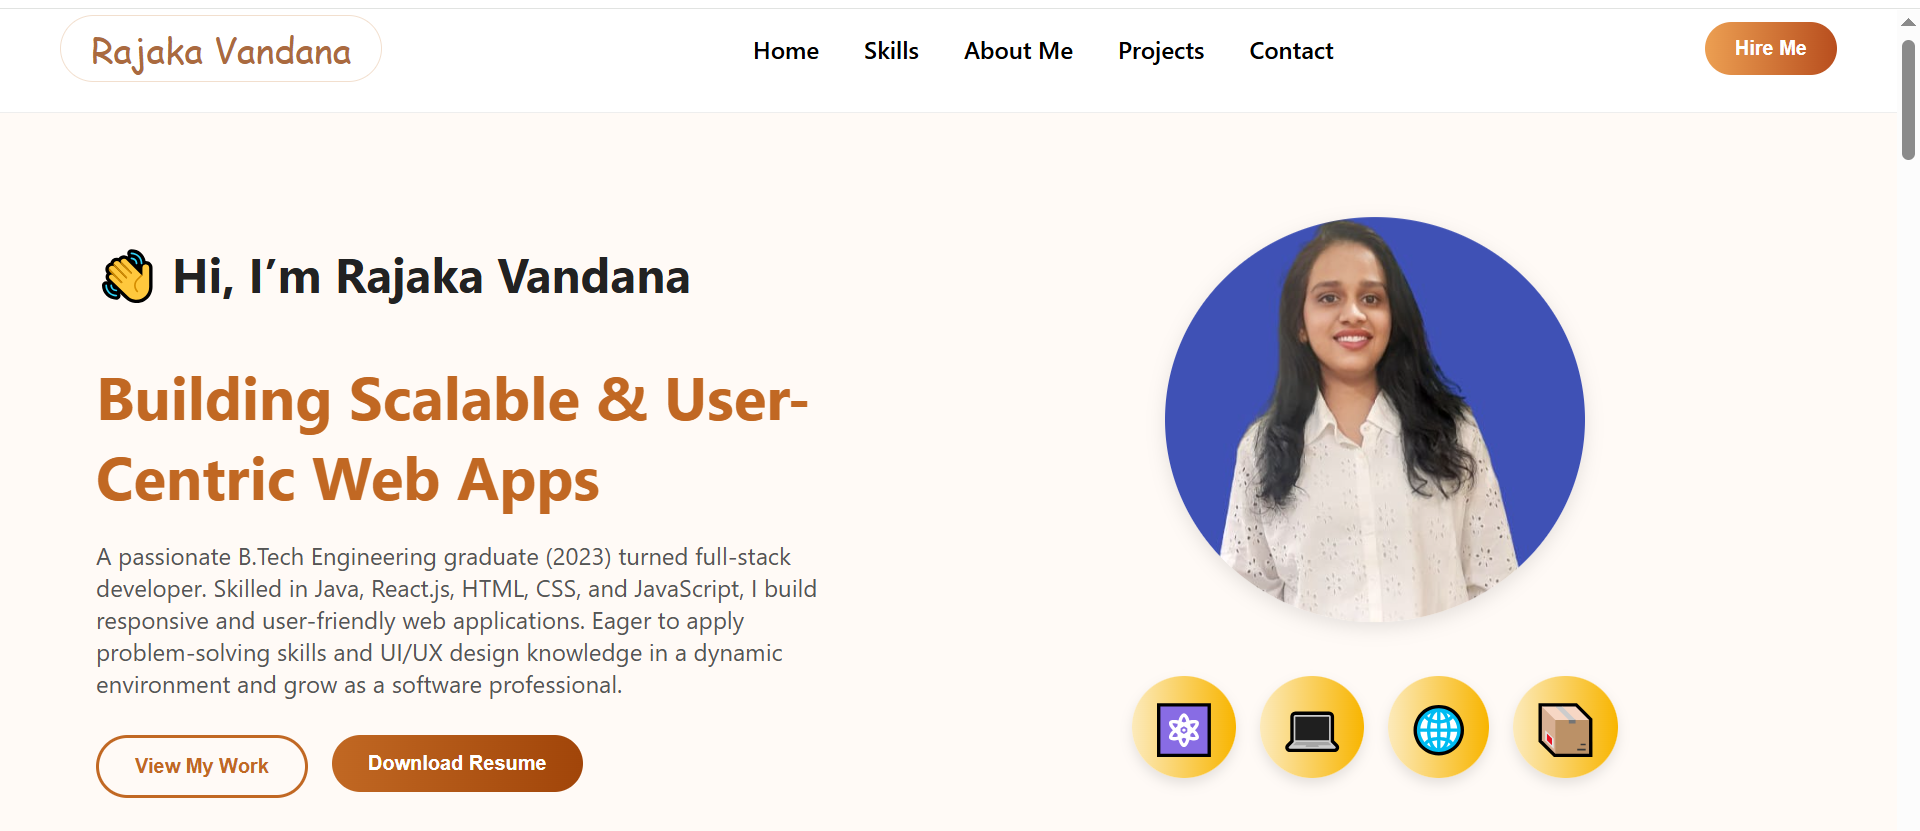 Rajaka Vandana
Home Skills About Me Projects Contact
Hire Me
Hi, I’m Rajaka Vandana
Building Scalable & User-
Centric Web Apps
A passionate B.Tech Engineering graduate (2023) turned full-stack
developer. Skilled in Java, React.js, HTML, CSS, and JavaScript, I build
responsive and user-friendly web applications. Eager to apply
problem-solving skills and UI/UX design knowledge in a dynamic
environment and grow as a software professional.
View My Work
Download Resume